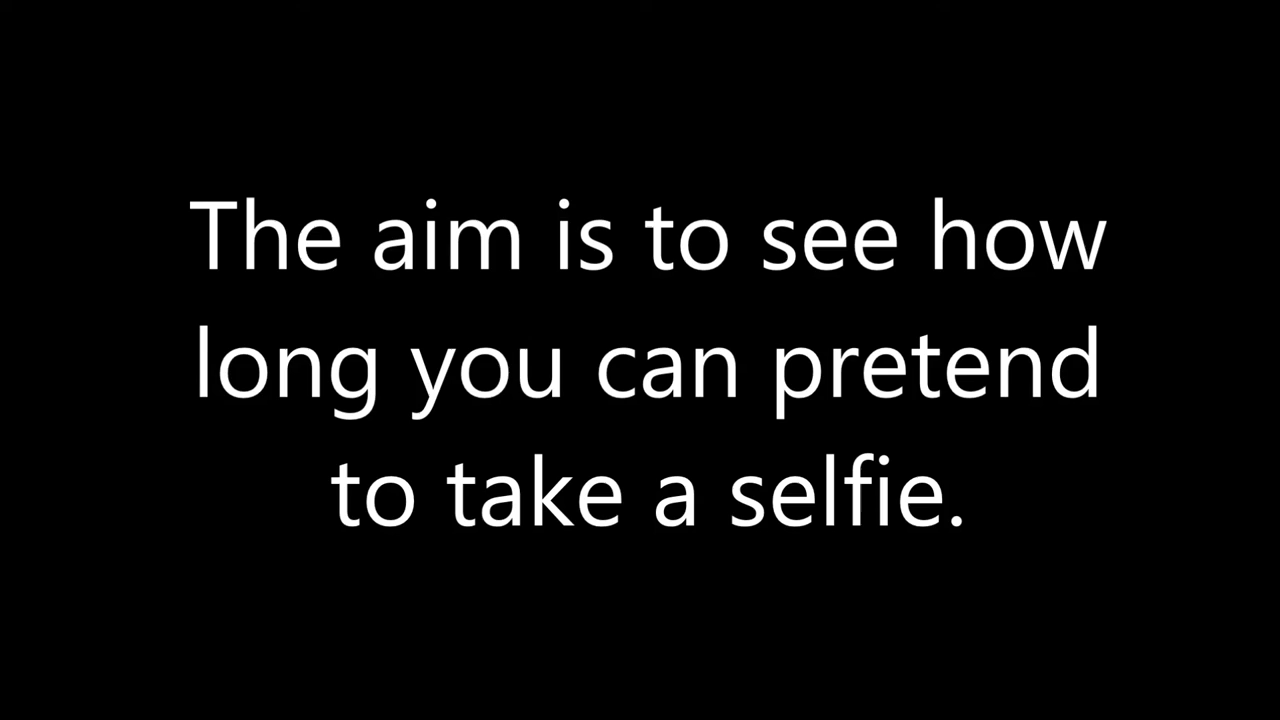 The aim is to see how
long you can pretend
to take a selfie.